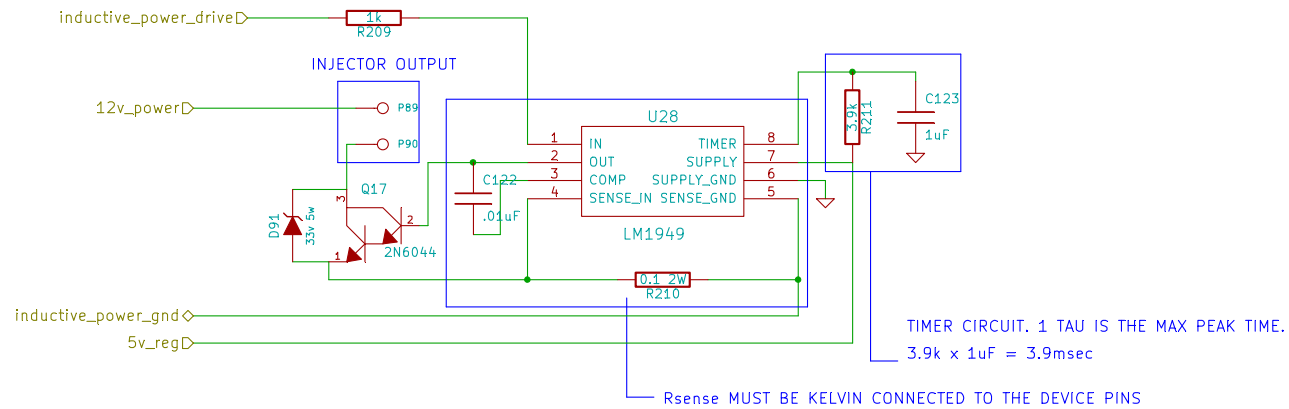 inductive_power_drive
1k
R209
INJECTOR OUTPUT
12v_power
P89
P90
U28
1 IN
2 OUT
3 COMP
4 SENSE_IN
TIMER 8
SUPPLY 7
SUPPLY_GND 6
SENSE_GND 5
LM1949
C122
.01uF
3.9k
R211
C123
1uF
Q17
3
2
1
2N6044
D91
33v 5w
0.1 2W
R210
inductive_power_gnd
5v_reg
TIMER CIRCUIT. 1 TAU IS THE MAX PEAK TIME.
3.9k x 1uF = 3.9msec
Rsense MUST BE KELVIN CONNECTED TO THE DEVICE PINS